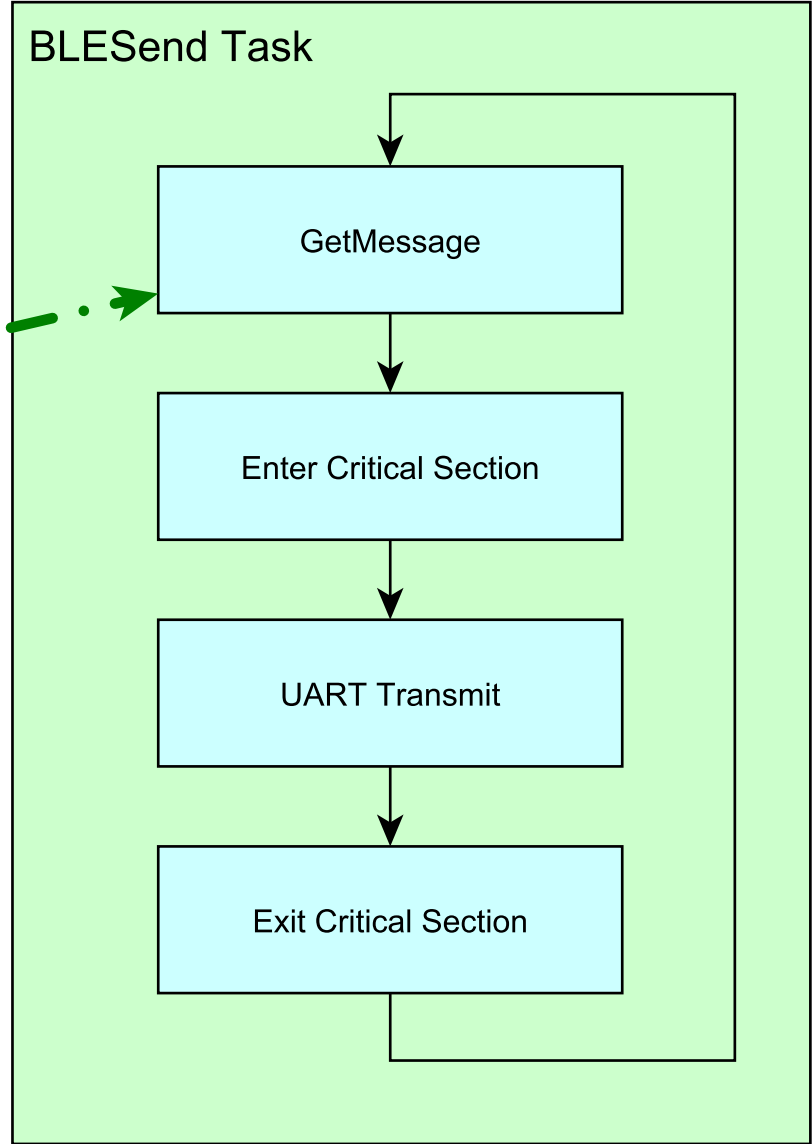 BLESend Task
GetMessage
Enter Critical Section
UART Transmit
Exit Critical Section